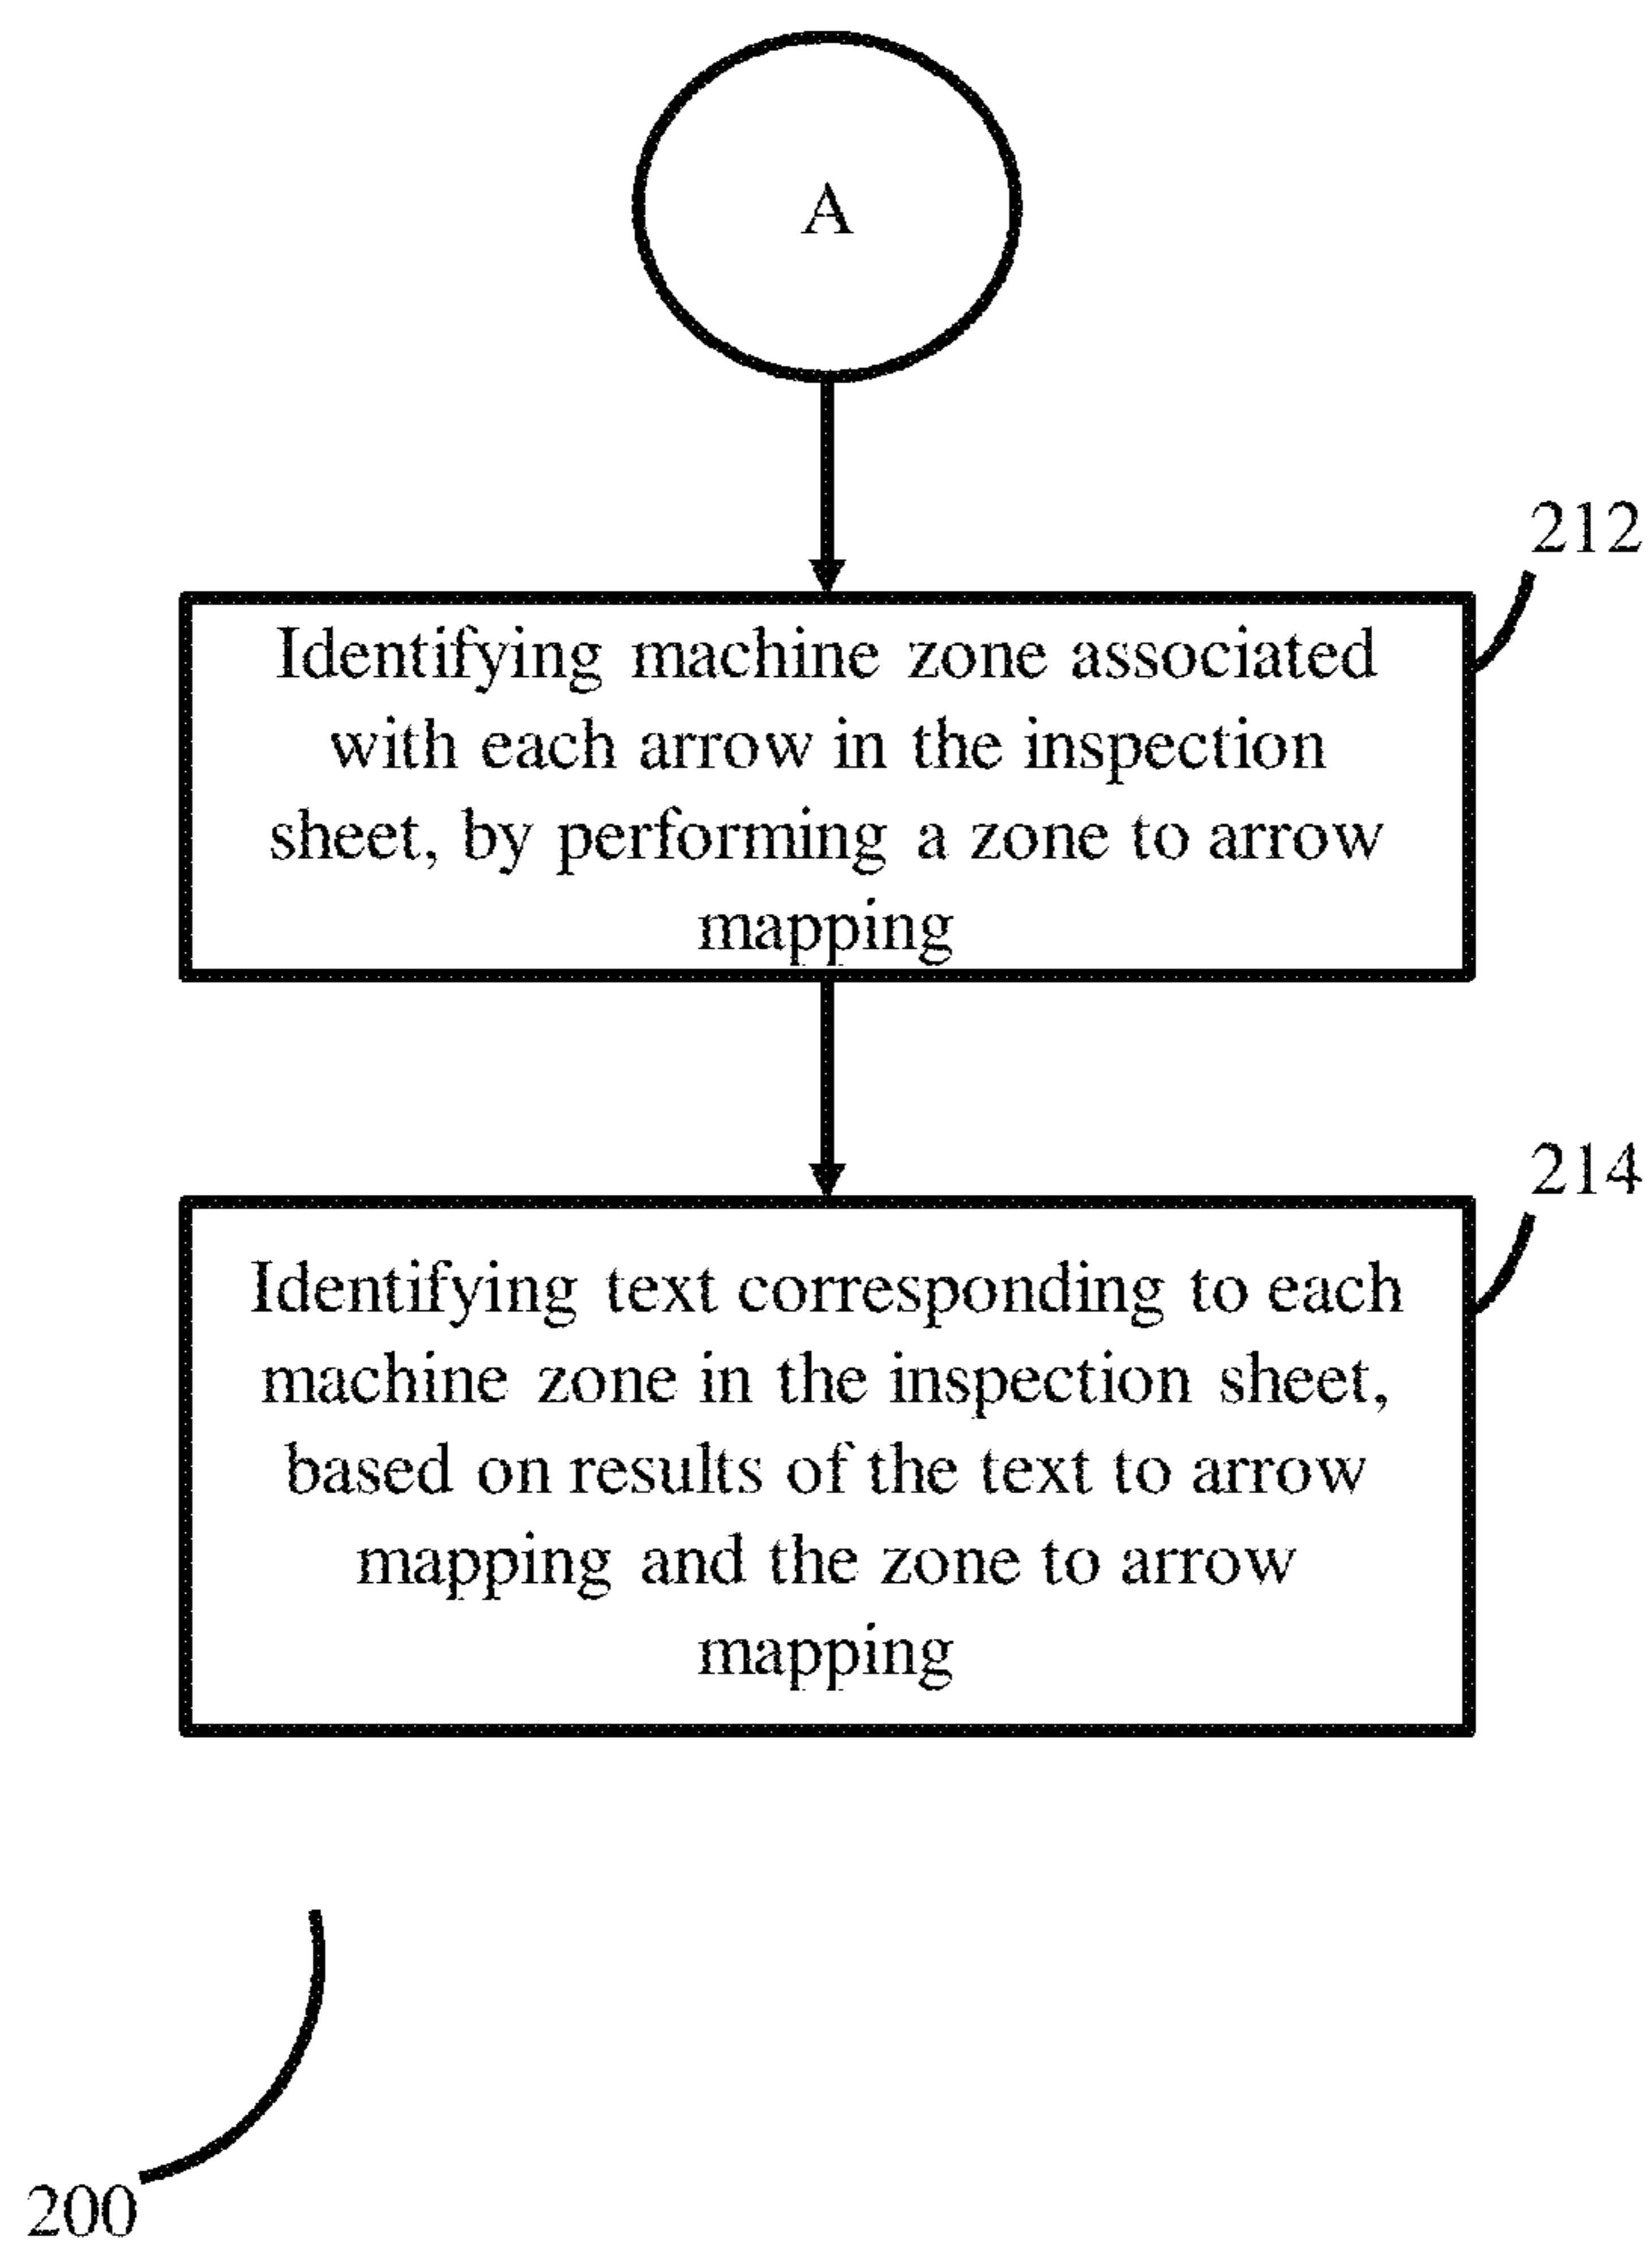 A
212
Identifying machine zone associated
with each arrow in the inspection
sheet, by performing a zone to arrow
mapping
214
Identifying text corresponding to each
machine zone in the inspection sheet,
based on results of the text to arrow
mapping and the zone to arrow
mapping
200